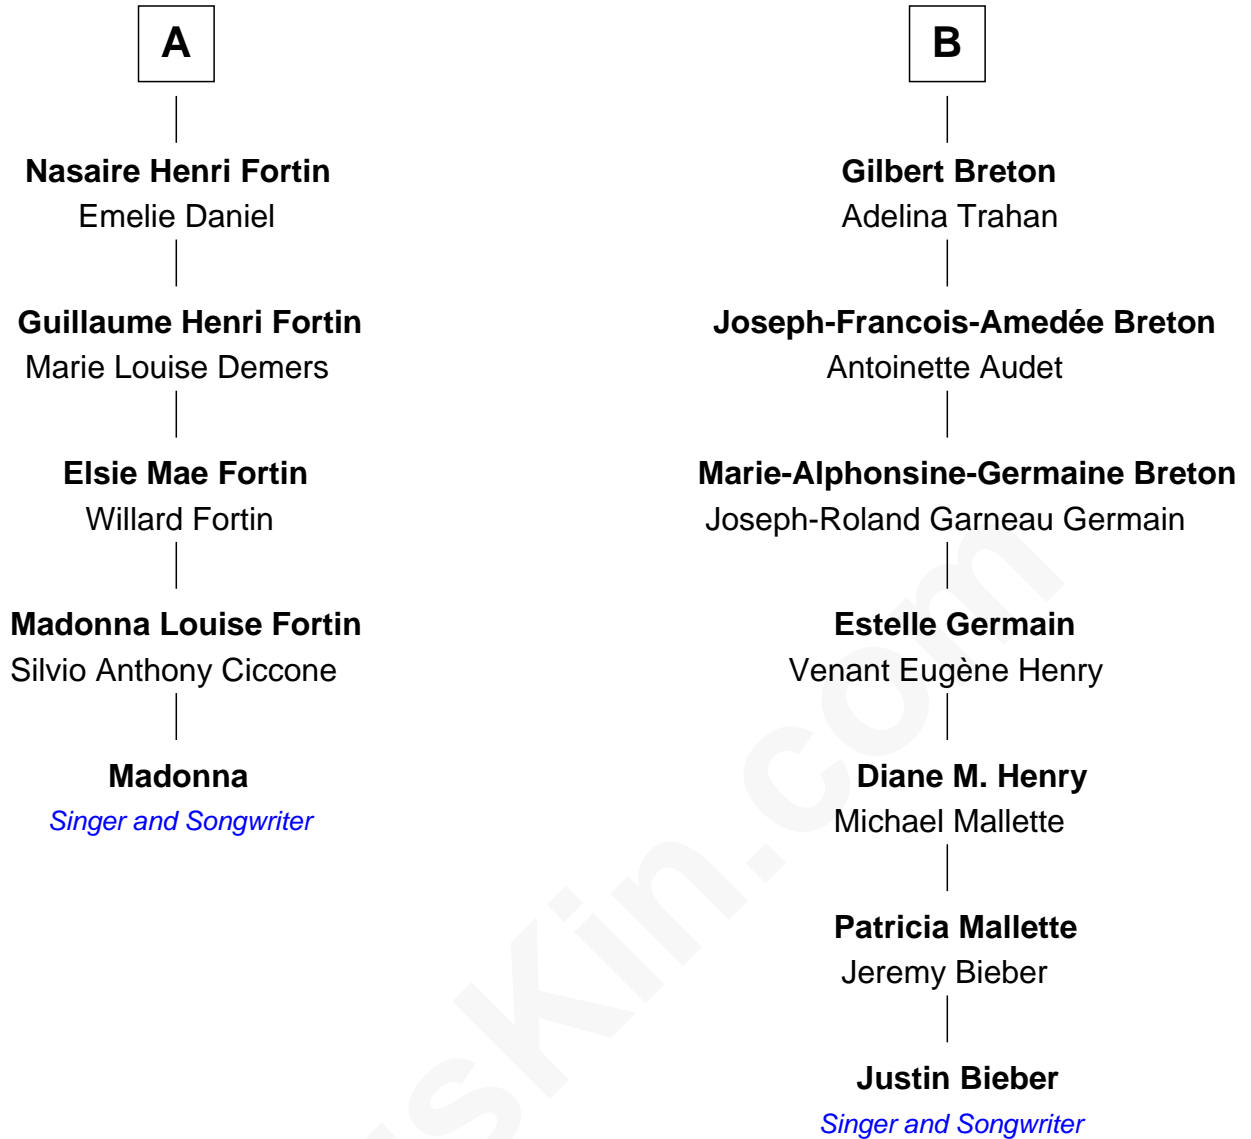 A
Nasaire Henri Fortin
Emelie Daniel
Guillaume Henri Fortin
Marie Louise Demers
Elsie Mae Fortin
Willard Fortin
Madonna Louise Fortin
Silvio Anthony Ciccone
Madonna
Singer and Songwriter
B
Gilbert Breton
Adelina Trahan
Joseph-Francois-Amedée Breton
Antoinette Audet
Marie-Alphonsine-Germaine Breton
Joseph-Roland Garneau Germain
Estelle Germain
Venant Eugène Henry
Diane M. Henry
Michael Mallette
Patricia Mallette
Jeremy Bieber
Justin Bieber
Singer and Songwriter
sKin.com